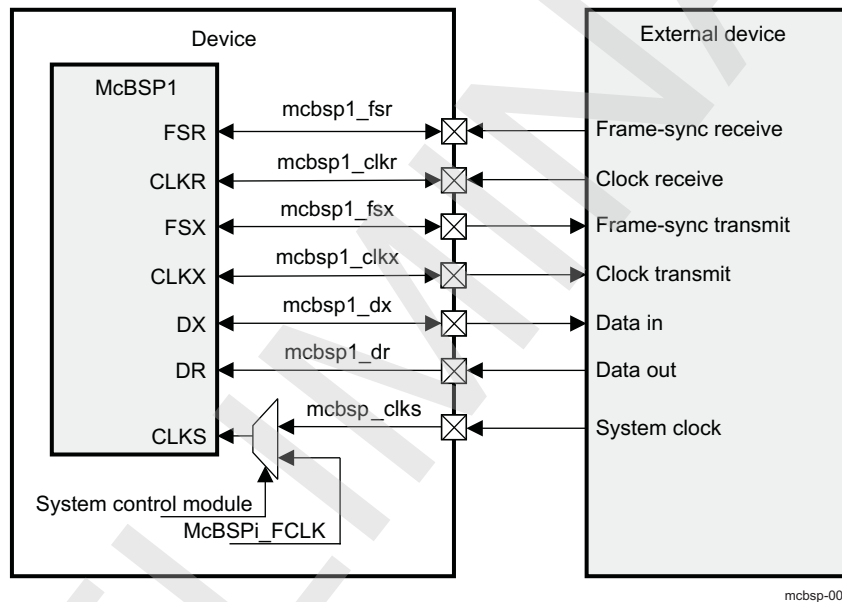 Device
External device
McBSP1
FSR
mcbsp1_fsr
Frame-sync receive
CLKR
mcbsp1_clkr
Clock receive
FSX
mcbsp1_fsx
Frame-sync transmit
CLKX
mcbsp1_clkx
Clock transmit
DX
mcbsp1_dx
Data in
DR
mcbsp1_dr
Data out
CLKS
mcbsp_clks
System clock
System control module
McBSPi_FCLK
mcbsp-00